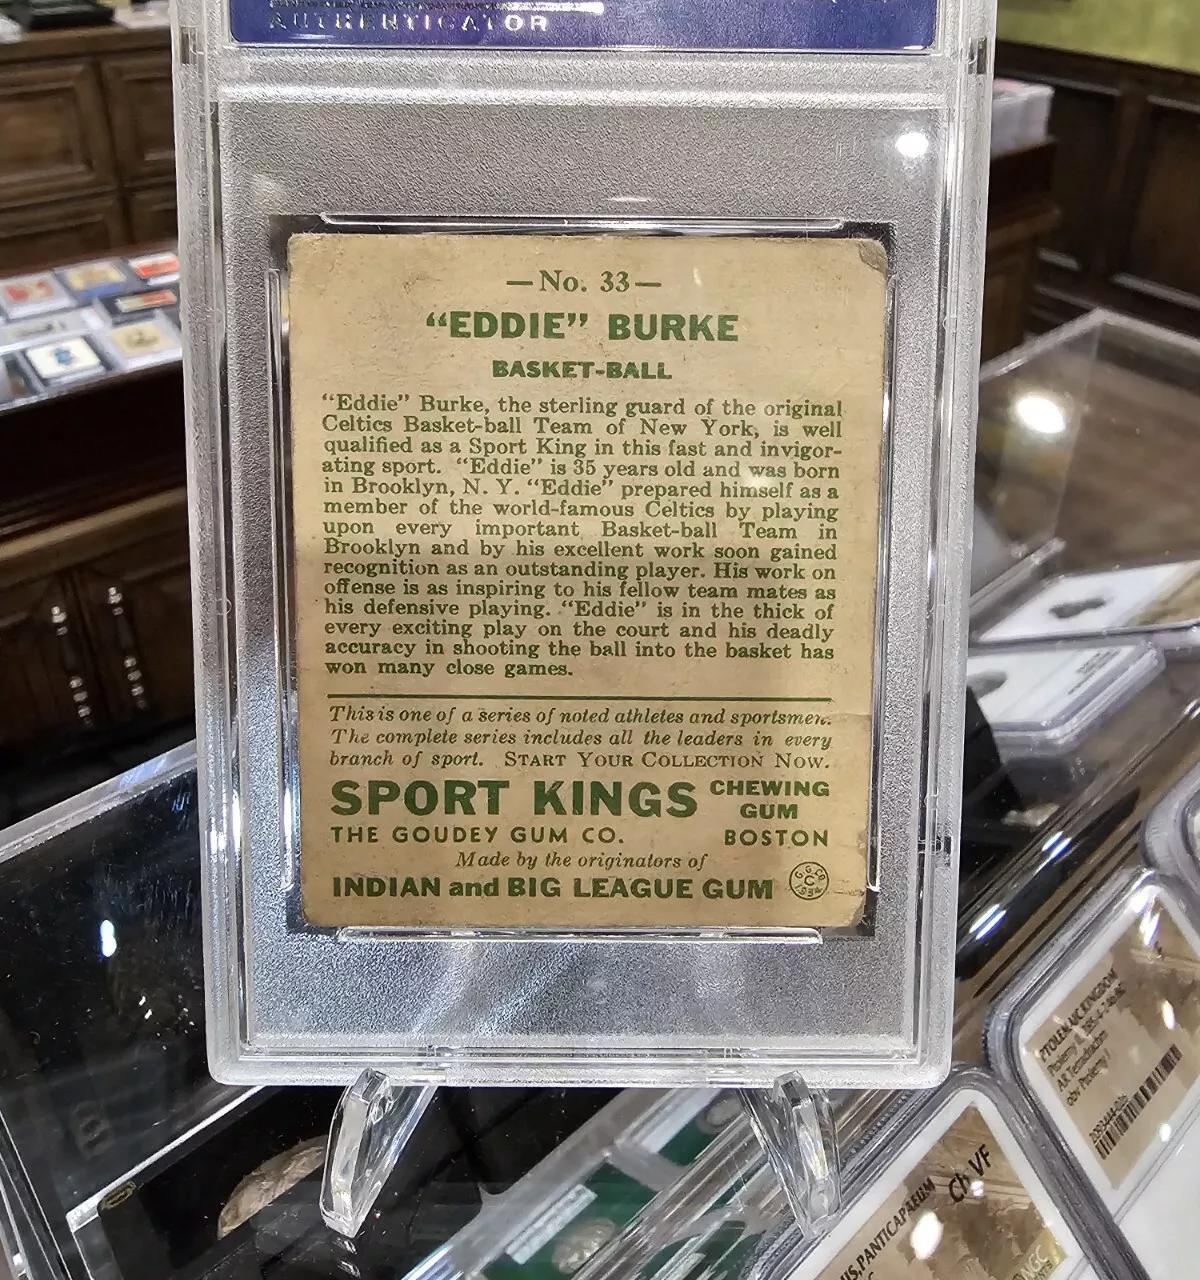 AUTHENTICATOR
—No. 33—
“EDDIE” BURKE
BASKET-BALL
“Eddie” Burke, the sterling guard of the original
Celtics Basket-ball Team of New York, is well
qualified as a Sport King in this fast and invigor-
ating sport. “Eddie” is 35 years old and was born
in Brooklyn, N. Y. “Eddie” prepared himself as a
member of the world-famous Celtics by playing
upon every important Basket-ball Team in
Brooklyn and by his excellent work soon gained
recognition as an outstanding player. His work on
offense is as inspiring to his fellow team mates as
his defensive playing. “Eddie” is in the thick of
every exciting play on the court and his deadly
accuracy in shooting the ball into the basket has
won many close games.
This is one of a series of noted athletes and sportsmen.
The complete series includes all the leaders in every
branch of sport. START YOUR COLLECTION NOW.
SPORT KINGS CHEWING GUM
THE GOUDEY GUM CO. BOSTON
Made by the originators of
INDIAN and BIG LEAGUE GUM
G.G.CO.
C
PTOLEMAIC KINGDOM
Ptolemy I
AR Tetradrachm
obv Ptolemy I
Ch VF
PANTICAPAEUM